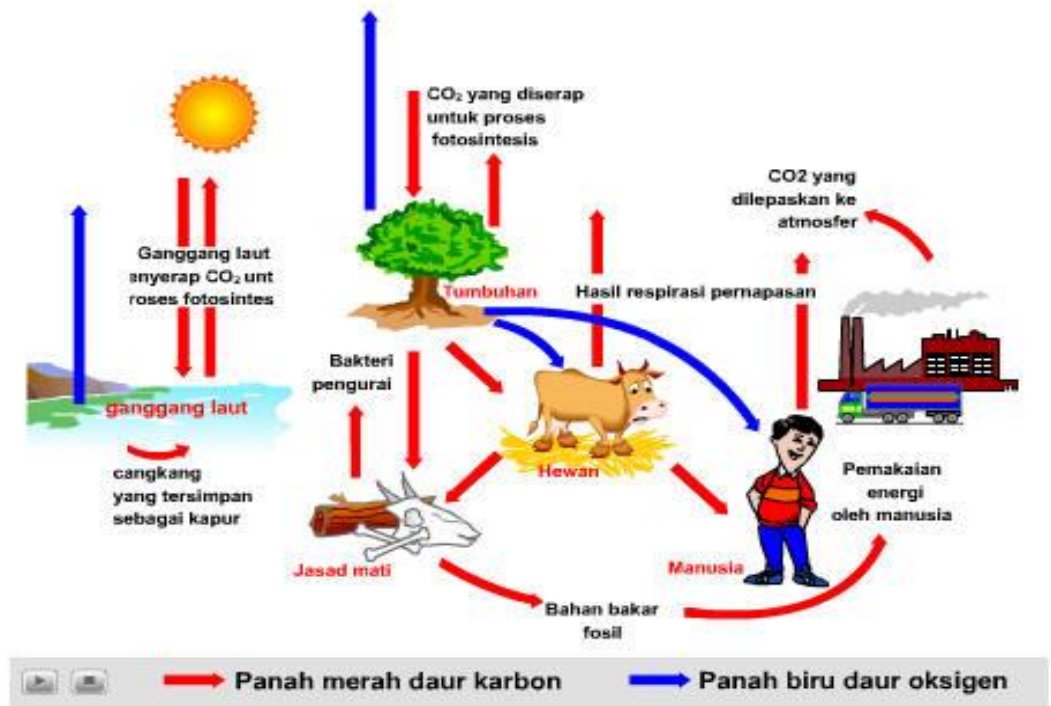 CO₂ yang diserap
untuk proses
fotosintesis
CO2 yang
dilepaskan ke
atmosfer
Ganggang laut
enyerap CO₂ unt
roses fotosintes
Tumbuhan
Hasil respirasi pernapasan
Bakteri
pengurai
ganggang laut
cangkang
yang tersimpan
sebagai kapur
Hewan
Pemakaian
energi
oleh manusia
Jasad mati
Manusia
Bahan bakar
fosil
Panah merah daur karbon
Panah biru daur oksigen